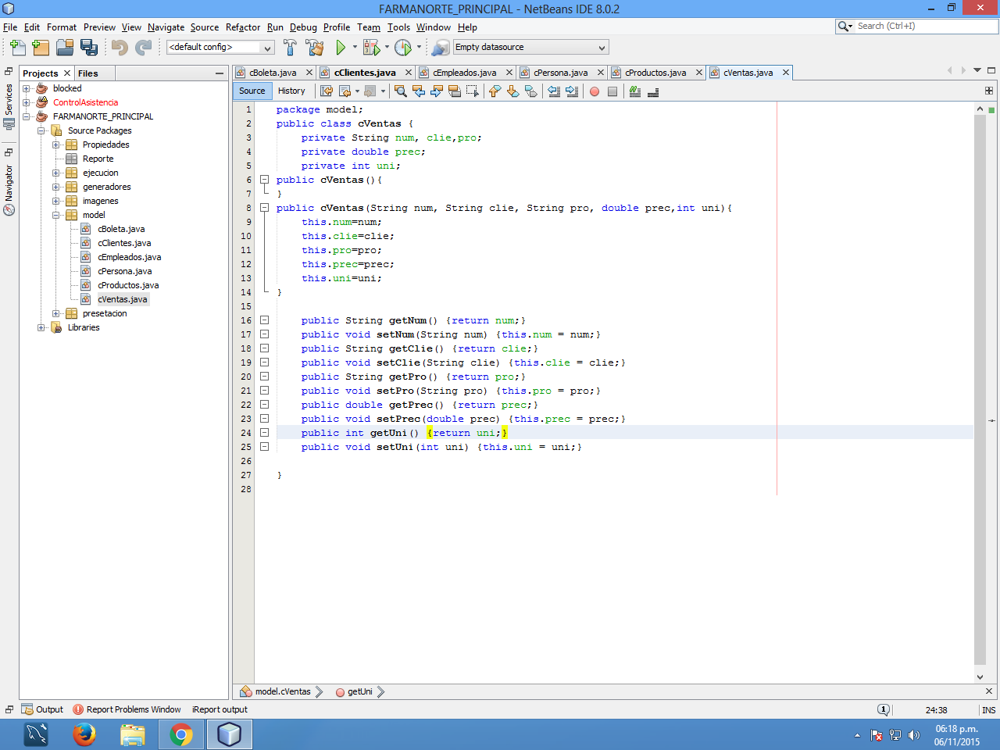 FARMANORTE_PRINCIPAL - NetBeans IDE 8.0.2
File Edit Format Preview View Navigate Source Refactor Run Debug Profile Team Tools Window Help
Search (Ctrl+I)
<default config>
Empty datasource
Services
Navigator
Projects
Files
blocked
ControlAsistencia
FARMANORTE_PRINCIPAL
Source Packages
Propiedades
Reporte
ejecucion
generadores
imagenes
model
cBoleta.java
cClientes.java
cEmpleados.java
cPersona.java
cProductos.java
cVentas.java
presetacion
Libraries
cBoleta.java cClientes.java cEmpleados.java cPersona.java cProductos.java cVentas.java
Source History
1 package model;
2 public class cVentas {
3 private String num, clie,pro;
4 private double prec;
5 private int uni;
6 public cVentas(){
7 }
8 public cVentas(String num, String clie, String pro, double prec,int uni){
9 this.num=num;
10 this.clie=clie;
11 this.pro=pro;
12 this.prec=prec;
13 this.uni=uni;
14 }
15
16 public String getNum() {return num;}
17 public void setNum(String num) {this.num = num;}
18 public String getClie() {return clie;}
19 public void setClie(String clie) {this.clie = clie;}
20 public String getPro() {return pro;}
21 public void setPro(String pro) {this.pro = pro;}
22 public double getPrec() {return prec;}
23 public void setPrec(double prec) {this.prec = prec;}
24 public int getUni() {return uni;}
25 public void setUni(int uni) {this.uni = uni;}
26
27 }
28
model.cVentas getUni
Output Report Problems Window iReport output
1
24:38
INS
06:18 p.m.
06/11/2015